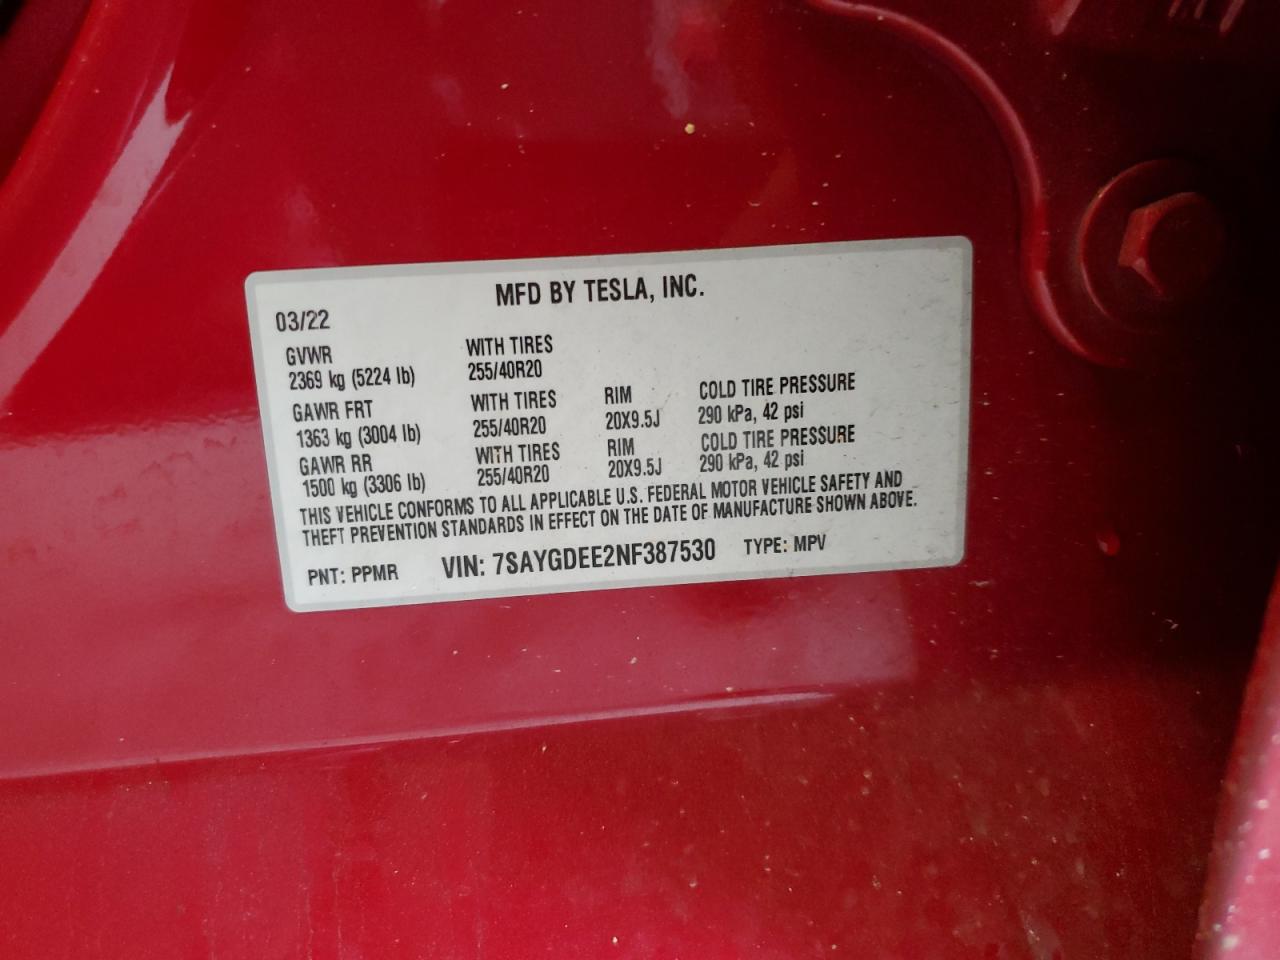 MFD BY TESLA, INC.
03/22
GVWR WITH TIRES
2369 kg (5224 lb) 255/40R20
GAWR FRT WITH TIRES RIM COLD TIRE PRESSURE
1363 kg (3004 lb) 255/40R20 20X9.5J 290 kPa, 42 psi
GAWR RR WITH TIRES RIM COLD TIRE PRESSURE
1500 kg (3306 lb) 255/40R20 20X9.5J 290 kPa, 42 psi
THIS VEHICLE CONFORMS TO ALL APPLICABLE U.S. FEDERAL MOTOR VEHICLE SAFETY AND
THEFT PREVENTION STANDARDS IN EFFECT ON THE DATE OF MANUFACTURE SHOWN ABOVE.
PNT: PPMR VIN: 7SAYGDEE2NF387530 TYPE: MPV